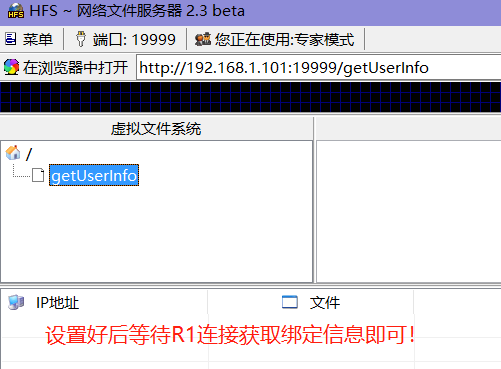 HFS ~ 网络文件服务器 2.3 beta
菜单 端口: 19999 您正在使用:专家模式
在浏览器中打开 http://192.168.1.101:19999/getUserInfo
虚拟文件系统
/
getUserInfo
IP地址 文件
设置好后等待R1连接获取绑定信息即可！